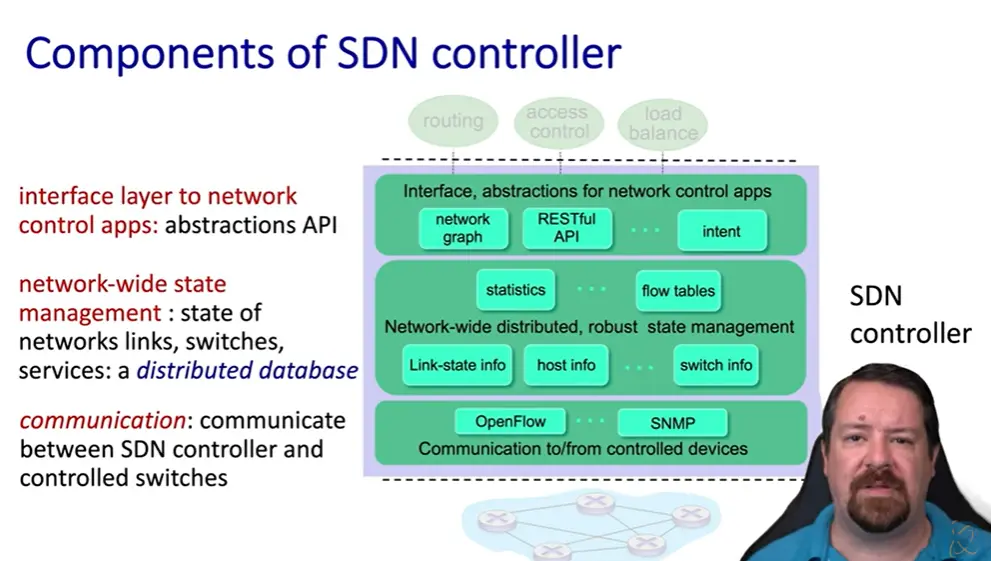 Components of SDN controller
routing
access
control
load
balance
interface layer to network
control apps: abstractions API
network-wide state
management : state of
networks links, switches,
services: a distributed database
communication: communicate
between SDN controller and
controlled switches
Interface, abstractions for network control apps
network
graph
RESTful
API
intent
statistics
flow tables
Network-wide distributed, robust state management
Link-state info
host info
switch info
OpenFlow
SNMP
Communication to/from controlled devices
SDN
controller